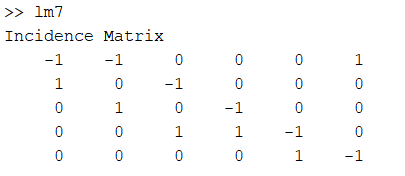 >> lm7
Incidence Matrix
-1 -1 0 0 0 1
1 0 -1 0 0 0
0 1 0 -1 0 0
0 0 1 1 -1 0
0 0 0 0 1 -1